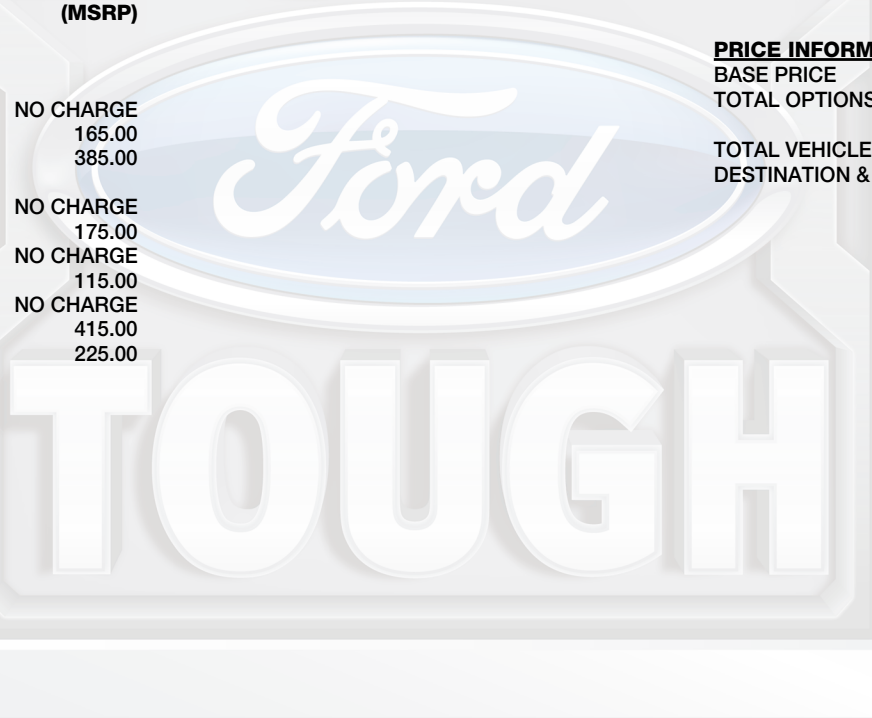 (MSRP)
NO CHARGE
165.00
385.00
NO CHARGE
175.00
NO CHARGE
115.00
NO CHARGE
415.00
225.00
PRICE INFORM
BASE PRICE
TOTAL OPTIONS
TOTAL VEHICLE
DESTINATION &
Ford
TOUGH